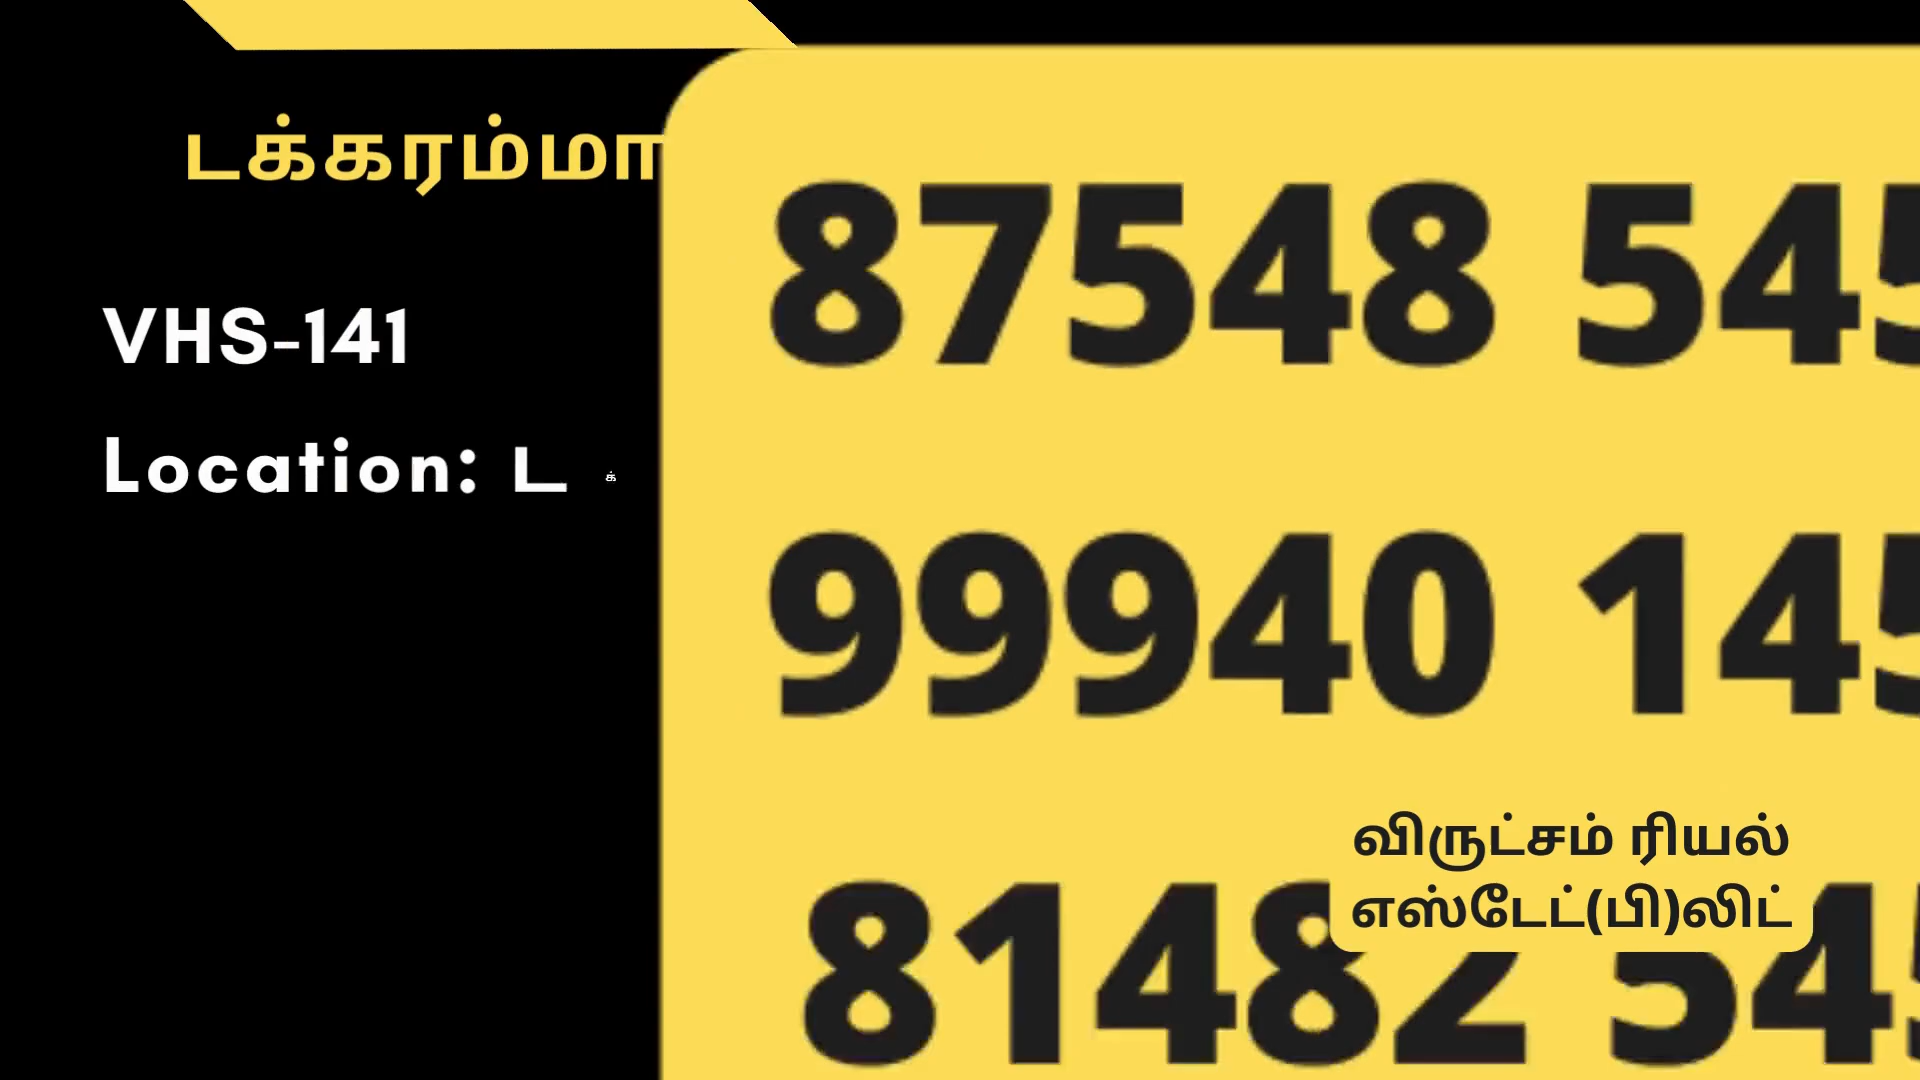 டக்கரம்மா
VHS-141
Location: ட க்
87548 545
99940 145
விருட்சம் ரியல்
எஸ்டேட்(பி)லிட்
81482 545